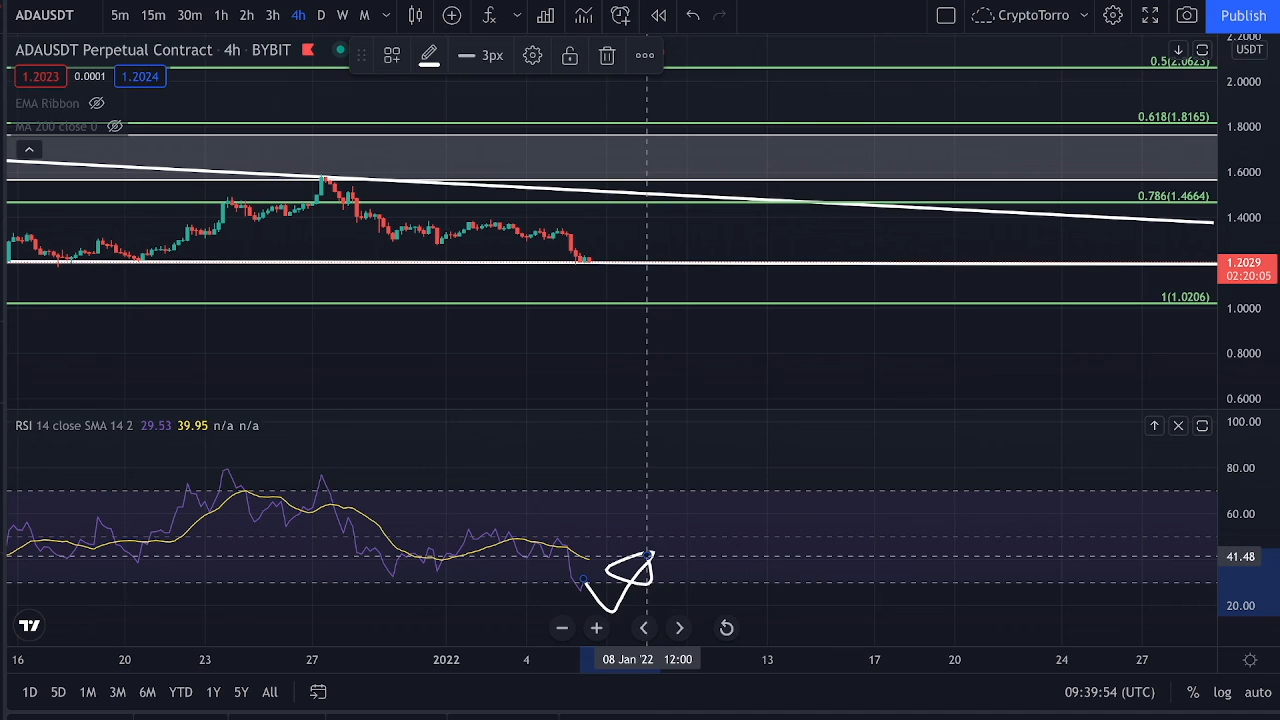 ADAUSDT 5m 15m 30m 1h 2h 3h 4h D W M CryptoTorro Publish
ADAUSDT Perpetual Contract · 4h · BYBIT 3px USDT
1.2023 0.0001 1.2024
EMA Ribbon
MA 200 close 0
2.2000
0.5(2.0623)
2.0000
0.618(1.8165)
1.8000
1.6000
0.786(1.4664)
1.4000
1.2029
02:20:05
1(1.0206)
1.0000
0.8000
0.6000
RSI 14 close SMA 14 2 29.53 39.95 n/a n/a
100.00
80.00
60.00
41.48
20.00
16 20 23 27 2022 4 08 Jan '22 12:00 13 17 20 24 27
1D 5D 1M 3M 6M YTD 1Y 5Y All 09:39:54 (UTC) % log auto